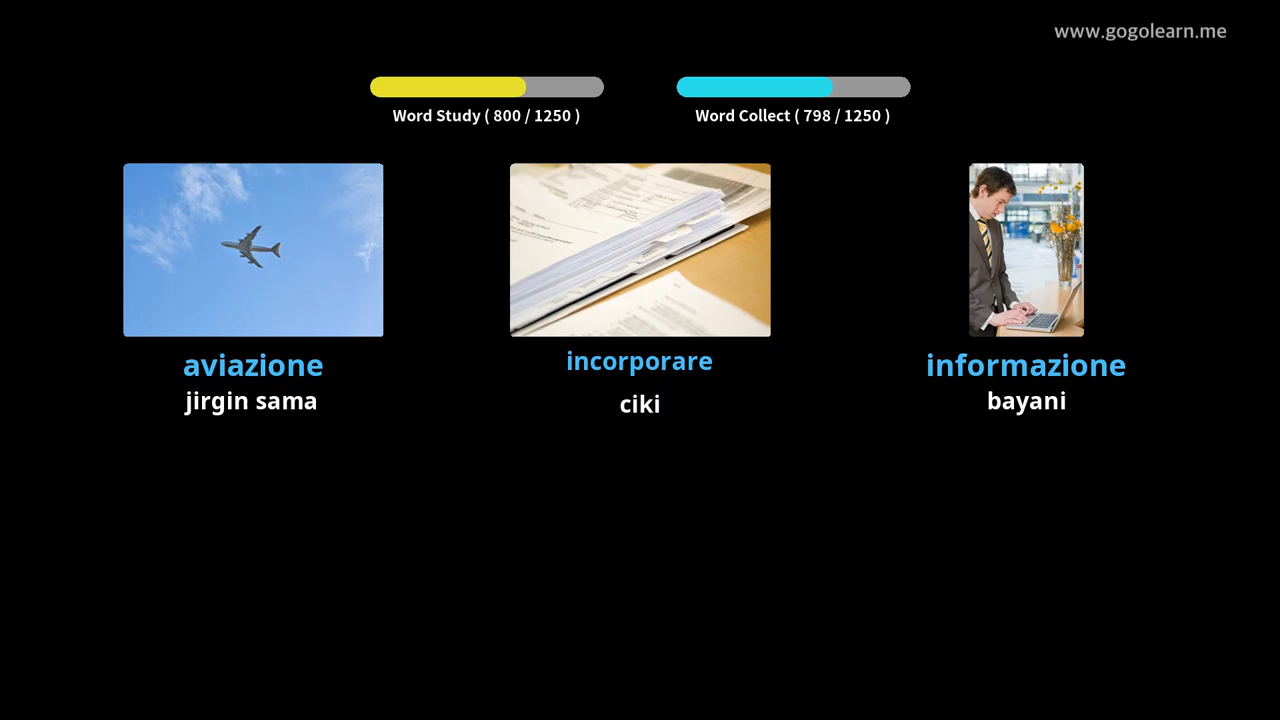 www.gogolearn.me
Word Study ( 800 / 1250 )
Word Collect ( 798 / 1250 )
aviazione
jirgin sama
incorporare
ciki
informazione
bayani